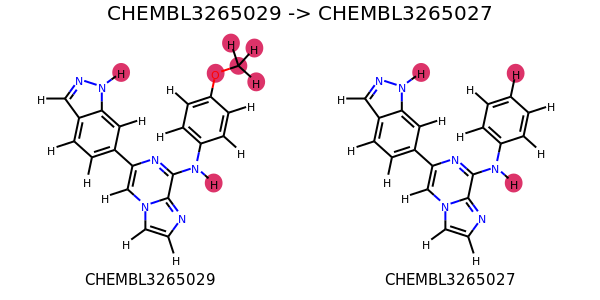 CHEMBL3265029 -> CHEMBL3265027
H H H O H N N H H H H H H H H N N H H N N H H
H H N N H H H H H H H H N N H H N N H H
CHEMBL3265029 CHEMBL3265027